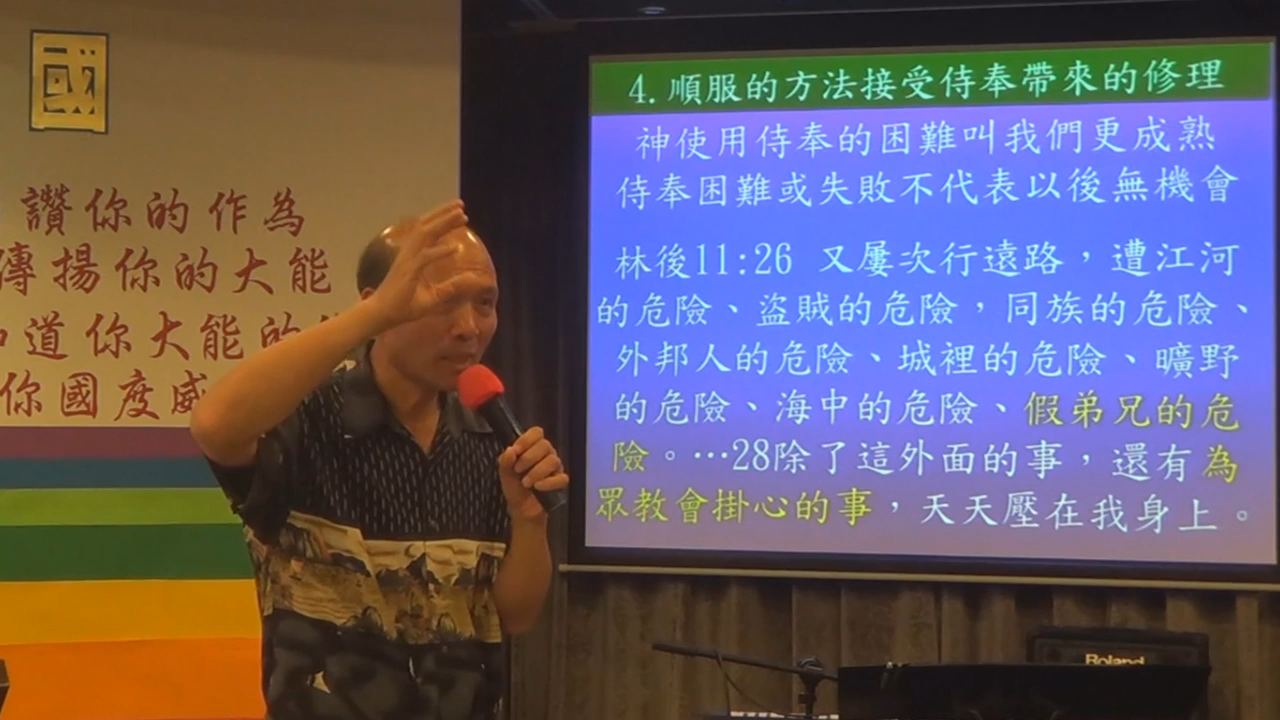 國
讚你的作為
傳揚你的大能
道你大能的
你國度威
4.順服的方法接受侍奉帶來的修理
神使用侍奉的困難叫我們更成熟
侍奉困難或失敗不代表以後無機會
林後11:26 又屢次行遠路，遭江河
的危險、盜賊的危險，同族的危險、
外邦人的危險、城裡的危險、曠野
的危險、海中的危險、假弟兄的危
險。…28除了這外面的事，還有為
眾教會掛心的事，天天壓在我身上。
Roland